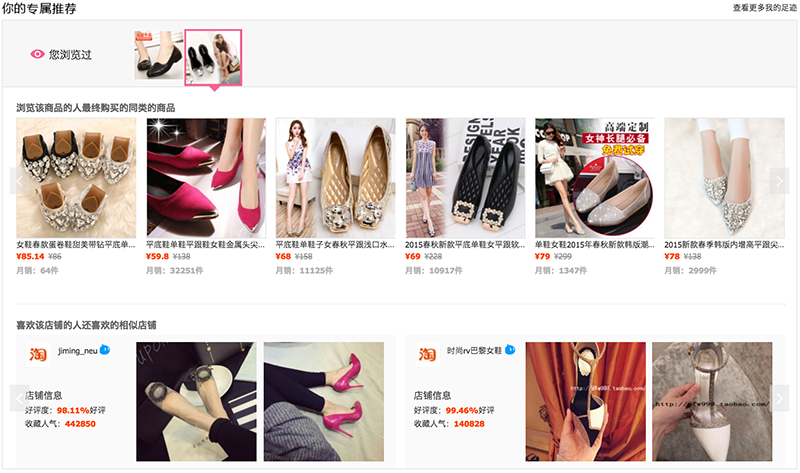 你的专属推荐
查看更多我的足迹
您浏览过
浏览该商品的人最终购买的同类的商品
高端定制
女神长腿必备
免费试穿
女鞋春款蛋卷鞋甜美带钻平底单...
¥85.14 ¥86
月销：64件
平底鞋单鞋平跟鞋女鞋金属头尖...
¥59.8 ¥138
月销：32251件
平底鞋单鞋子女春秋平跟浅口水...
¥68 ¥158
月销：11125件
2015春秋新款平底单鞋女平跟软...
¥69 ¥228
月销：10917件
单鞋女鞋2015年春秋新款韩版潮...
¥79 ¥299
月销：1347件
2015新款春季韩版内增高平跟尖...
¥78 ¥138
月销：2999件
喜欢该店铺的人还喜欢的相似店铺
淘
jiming_neu
店铺信息
好评度：98.11%好评
收藏人气：442850
淘
时尚rv巴黎女鞋
店铺信息
好评度：99.46%好评
收藏人气：140828
http://pfw998.taobao.com/
http://pfw998.taobao.com/